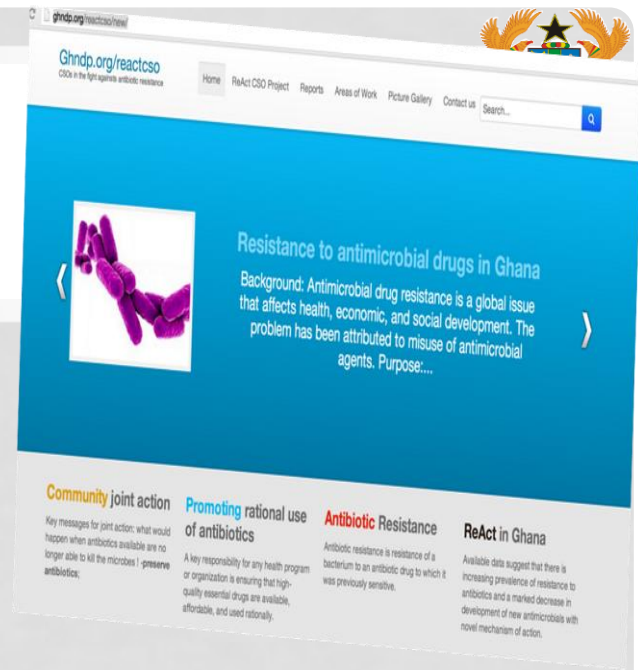 ghndp.org/reactcso/new/
Ghndp.org/reactcso
CSOs in the fight againsts antibiotic resistance
Home
ReAct CSO Project
Reports
Areas of Work
Picture Gallery
Contact us
Search...
Resistance to antimicrobial drugs in Ghana
Background: Antimicrobial drug resistance is a global issue
that affects health, economic, and social development. The
problem has been attributed to misuse of antimicrobial
agents. Purpose:...
Community joint action
Key messages for joint action: what would
happen when antibiotics available are no
longer able to kill the microbes ! -preserve
antibiotics;
Promoting rational use
of antibiotics
A key responsibility for any health program
or organization is ensuring that high-
quality essential drugs are available,
affordable, and used rationally.
Antibiotic Resistance
Antibiotic resistance is resistance of a
bacterium to an antibiotic drug to which it
was previously sensitive.
ReAct in Ghana
Available data suggest that there is
increasing prevalence of resistance to
antibiotics and a marked decrease in
development of new antimicrobials with
novel mechanism of action.